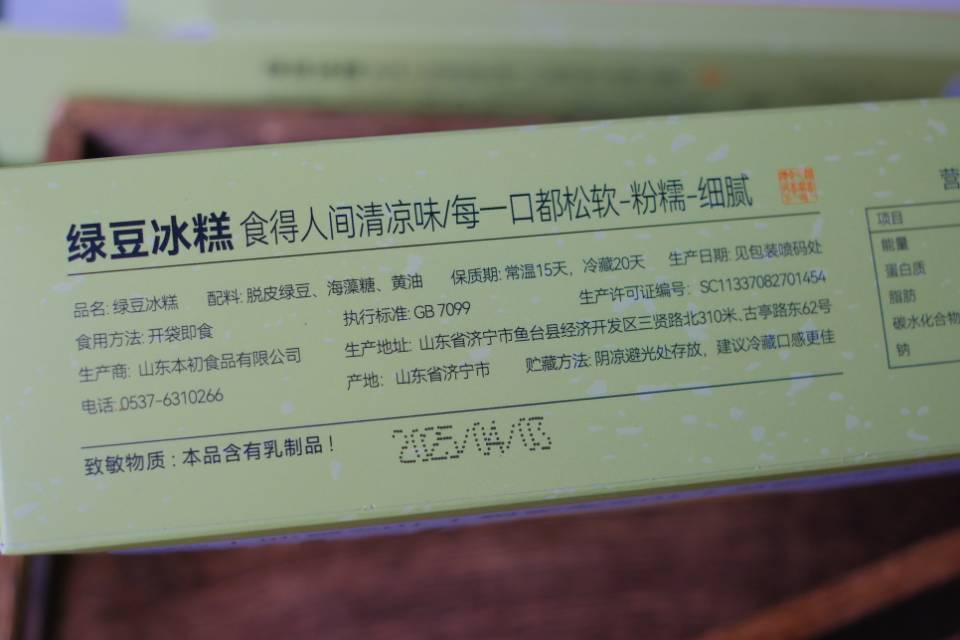 绿豆冰糕 食得人间清凉味/每一口都松软-粉糯-细腻
品名: 绿豆冰糕 配料: 脱皮绿豆、海藻糖、黄油 保质期: 常温15天，冷藏20天 生产日期: 见包装喷码处
食用方法: 开袋即食 执行标准: GB 7099 生产许可证编号: SC11337082701454
生产商: 山东本初食品有限公司 生产地址: 山东省济宁市鱼台县经济开发区三贤路北310米、古亭路东62号
电话: 0537-6310266 产地: 山东省济宁市 贮藏方法: 阴凉避光处存放，建议冷藏口感更佳
致敏物质：本品含有乳制品！ 2025/04/03
营
项目
能量
蛋白质
脂肪
碳水化合物
钠